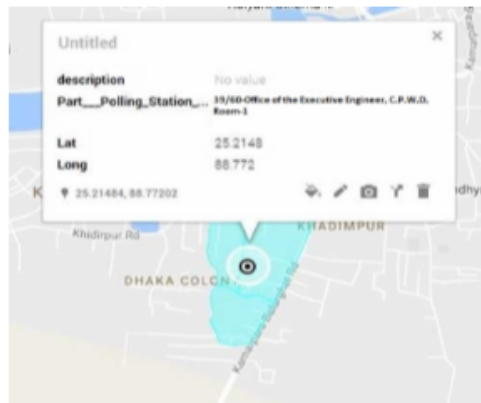 Untitled
description No value
Part___Polling_Station_... 39/60-Office of the Executive Engineer, C.P.W.D,
Room-1
Lat 25.2148
Long 88.772
25.21484, 88.77202
KHADIMPUR
Khidirpur Rd
DHAKA COLON